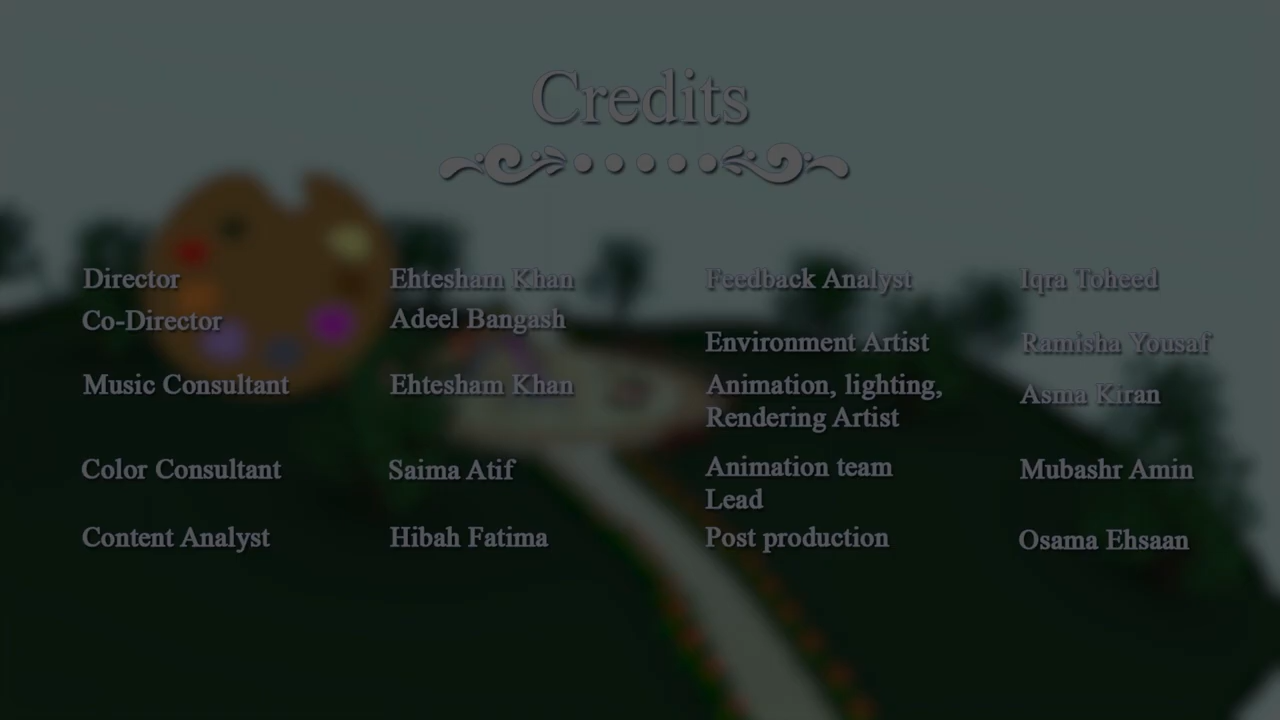 Credits
Director Ehtesham Khan Feedback Analyst Iqra Toheed
Co-Director Adeel Bangash
Environment Artist Ramisha Yousaf
Music Consultant Ehtesham Khan Animation, lighting, Asma Kiran
Rendering Artist
Color Consultant Saima Atif Animation team Mubashr Amin
Lead
Content Analyst Hibah Fatima Post production Osama Ehsaan